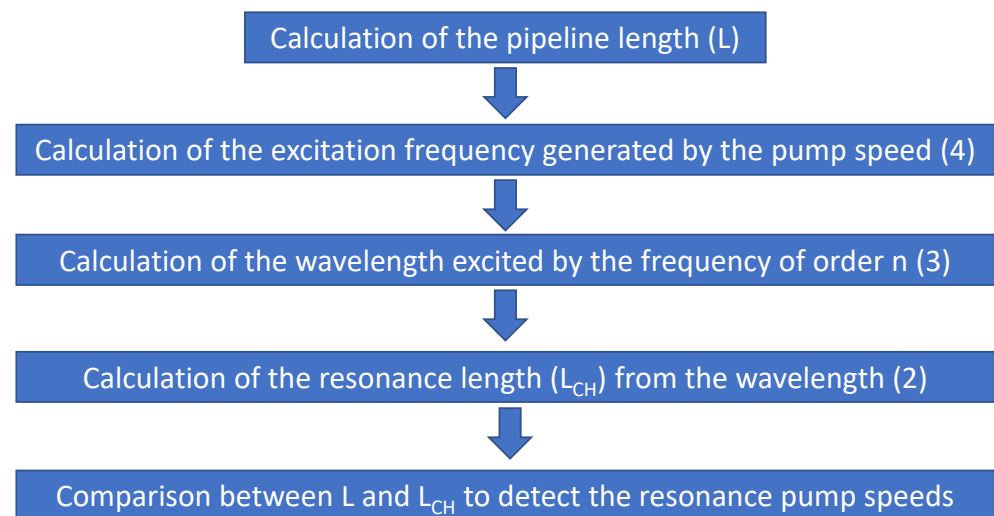 Calculation of the pipeline length (L)
Calculation of the excitation frequency generated by the pump speed (4)
Calculation of the wavelength excited by the frequency of order n (3)
Calculation of the resonance length (L_CH) from the wavelength (2)
Comparison between L and L_CH to detect the resonance pump speeds